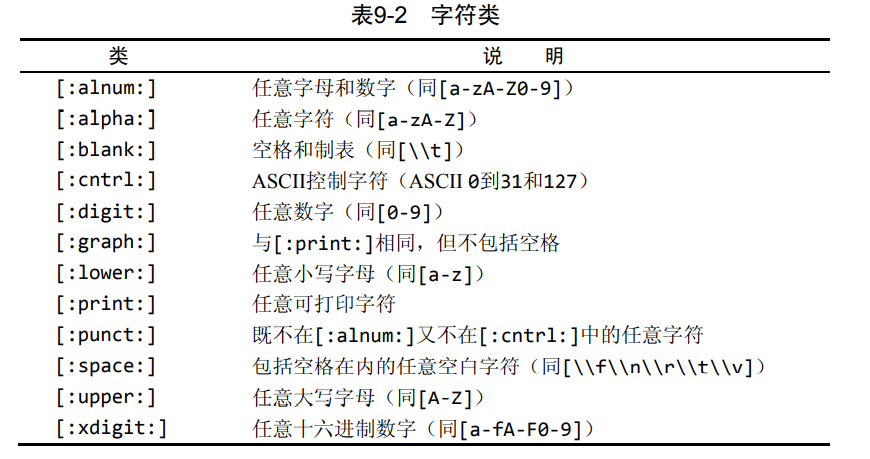 表9-2 字符类
类 说 明
[:alnum:] 任意字母和数字（同[a-zA-Z0-9]）
[:alpha:] 任意字符（同[a-zA-Z]）
[:blank:] 空格和制表（同[\\t]）
[:cntrl:] ASCII控制字符（ASCII 0到31和127）
[:digit:] 任意数字（同[0-9]）
[:graph:] 与[:print:]相同，但不包括空格
[:lower:] 任意小写字母（同[a-z]）
[:print:] 任意可打印字符
[:punct:] 既不在[:alnum:]又不在[:cntrl:]中的任意字符
[:space:] 包括空格在内的任意空白字符（同[\\f\\n\\r\\t\\v]）
[:upper:] 任意大写字母（同[A-Z]）
[:xdigit:] 任意十六进制数字（同[a-fA-F0-9]）